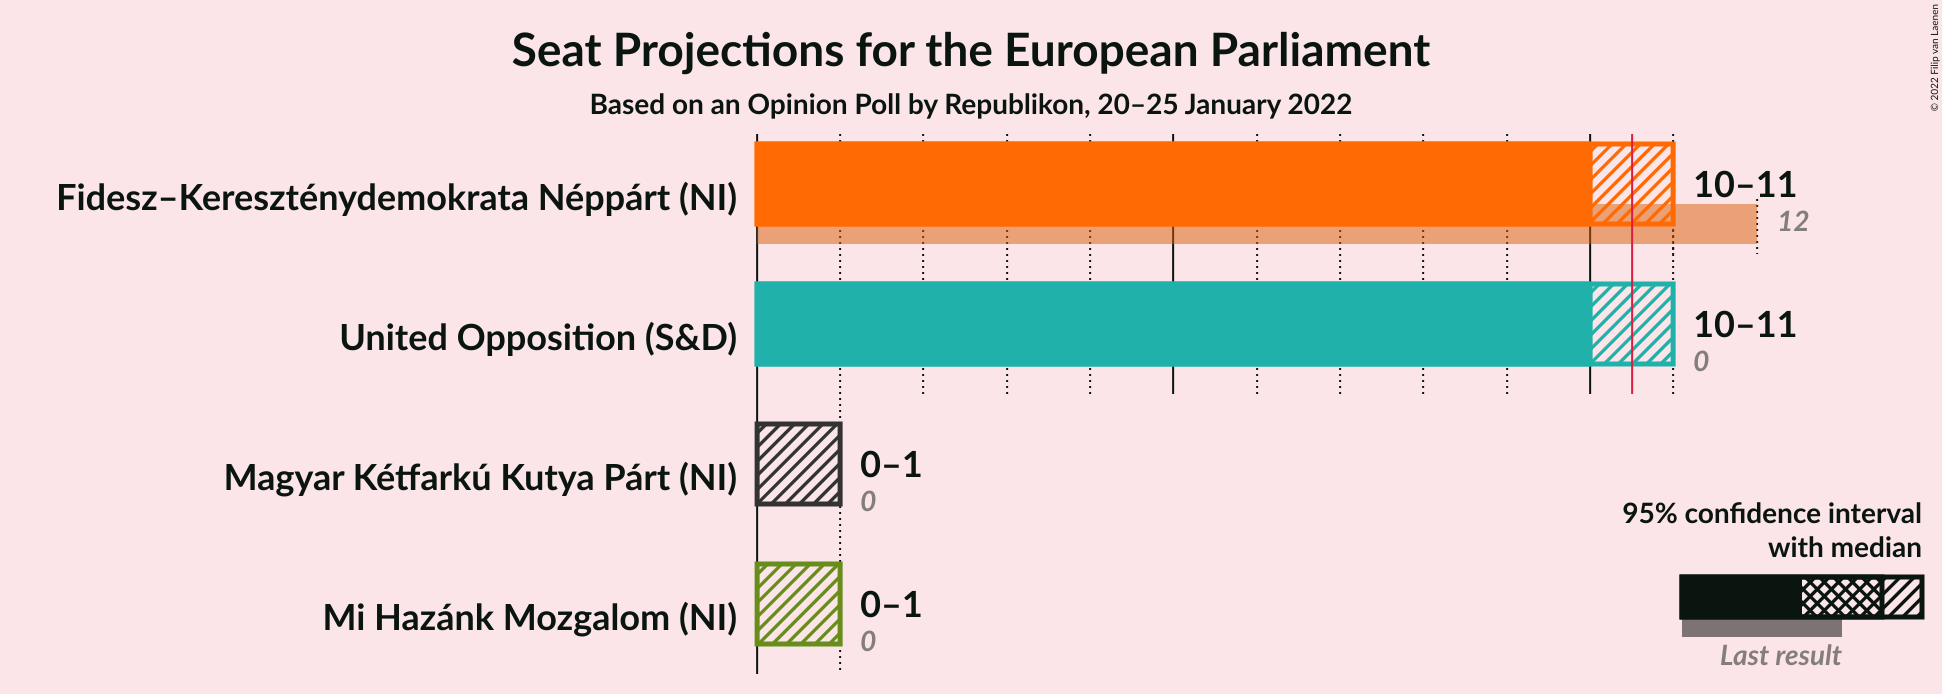 Seat Projections for the European Parliament
Based on an Opinion Poll by Republikon, 20–25 January 2022
© 2022 Filip van Laenen
Fidesz–Kereszténydemokrata Néppárt (NI)
10–11
12
United Opposition (S&D)
10–11
0
Magyar Kétfarkú Kutya Párt (NI)
0–1
0
Mi Hazánk Mozgalom (NI)
0–1
0
95% confidence interval
with median
Last result